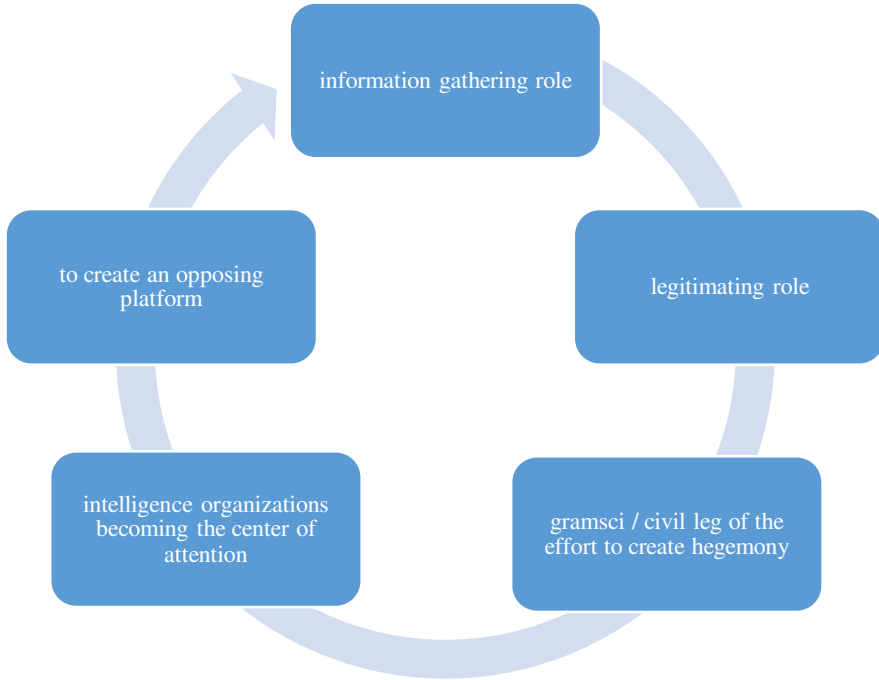 information gathering role
legitimating role
gramsci / civil leg of the
effort to create hegemony
intelligence organizations
becoming the center of
attention
to create an opposing
platform